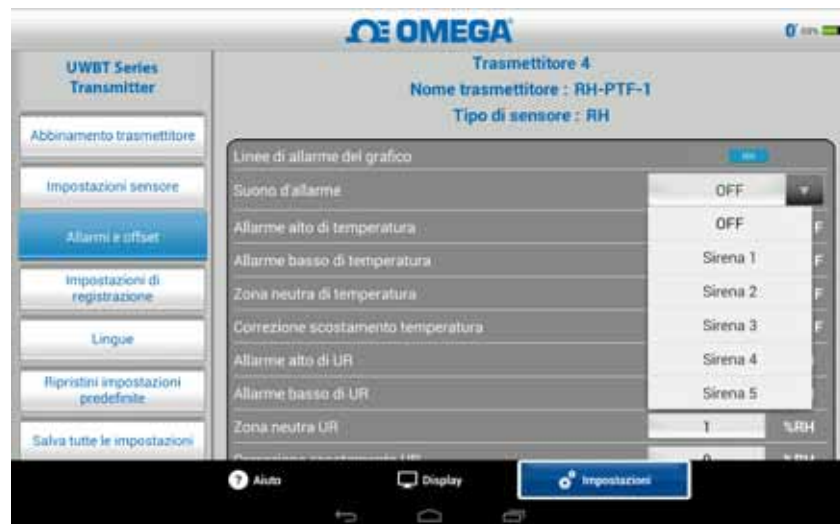 OMEGA
UWBT Series
Transmitter
Abbinamento trasmettitore
Impostazioni sensore
Allarmi e offset
Impostazioni di
registrazione
Lingue
Ripristini impostazioni
predefinite
Salva tutte le impostazioni
Trasmettitore 4
Nome trasmettitore : RH-PTF-1
Tipo di sensore : RH
Linee di allarme del grafico
Suono d'allarme OFF
Allarme alto di temperatura F
Allarme basso di temperatura F
Zona neutra di temperatura F
Correzione scostamento temperatura F
Allarme alto di UR
Allarme basso di UR
Zona neutra UR 1 %RH
OFF
Sirena 1
Sirena 2
Sirena 3
Sirena 4
Sirena 5
Aiuto
Display
Impostazioni